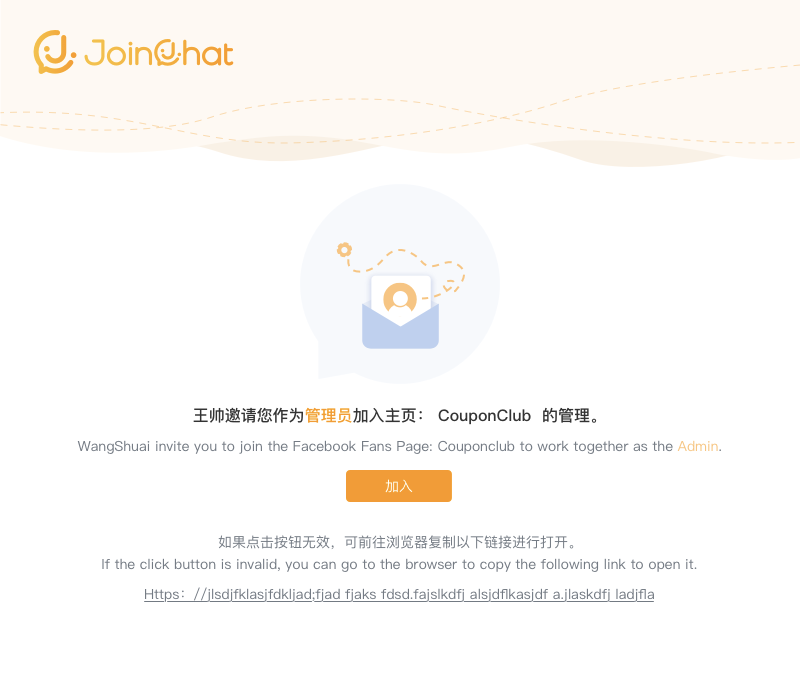 JoinChat
王帅邀请您作为管理员加入主页： CouponClub 的管理。
WangShuai invite you to join the Facebook Fans Page: Couponclub to work together as the Admin.
加入
如果点击按钮无效，可前往浏览器复制以下链接进行打开。
If the click button is invalid, you can go to the browser to copy the following link to open it.
Https：//jlsdjfklasjfdkljad;fjad fjaks fdsd.fajslkdfj alsjdflkasjdf a.jlaskdfj ladjfla